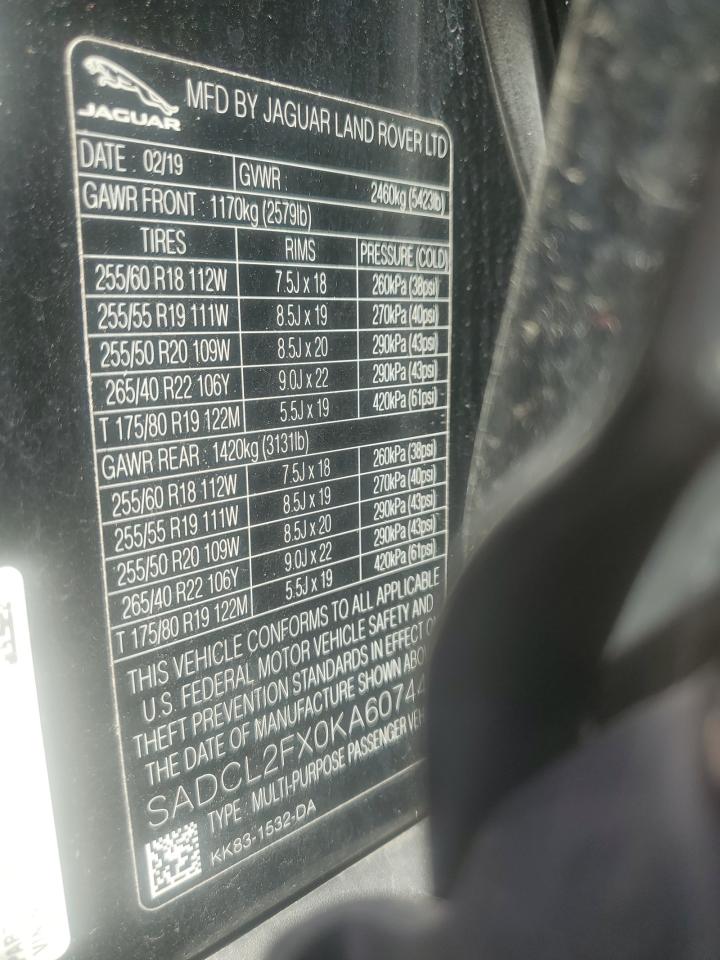 JAGUAR
MFD BY JAGUAR LAND ROVER LTD
DATE : 02/19 GVWR : 2460kg (5423lb)
GAWR FRONT : 1170kg (2579lb)
TIRES RIMS PRESSURE (COLD)
255/60 R18 112W 7.5J x 18 260kPa (38psi)
255/55 R19 111W 8.5J x 19 270kPa (40psi)
255/50 R20 109W 8.5J x 20 290kPa (43psi)
265/40 R22 106Y 9.0J x 22 290kPa (43psi)
T 175/80 R19 122M 5.5J x 19 420kPa (61psi)
GAWR REAR : 1420kg (3131lb)
255/60 R18 112W 7.5J x 18 260kPa (38psi)
255/55 R19 111W 8.5J x 19 270kPa (40psi)
255/50 R20 109W 8.5J x 20 290kPa (43psi)
265/40 R22 106Y 9.0J x 22 290kPa (43psi)
T 175/80 R19 122M 5.5J x 19 420kPa (61psi)
THIS VEHICLE CONFORMS TO ALL APPLICABLE
U.S. FEDERAL MOTOR VEHICLE SAFETY AND
THEFT PREVENTION STANDARDS IN EFFECT O
THE DATE OF MANUFACTURE SHOWN ABO
SADCL2FX0KA60744
TYPE : MULTI-PURPOSE PASSENGER VEH
KK83-1532-DA